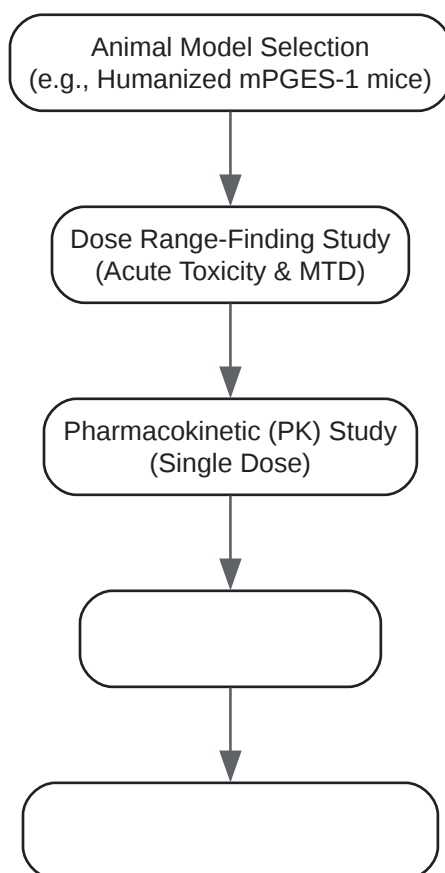 Animal Model Selection
(e.g., Humanized mPGES-1 mice)
Dose Range-Finding Study
(Acute Toxicity & MTD)
Pharmacokinetic (PK) Study
(Single Dose)